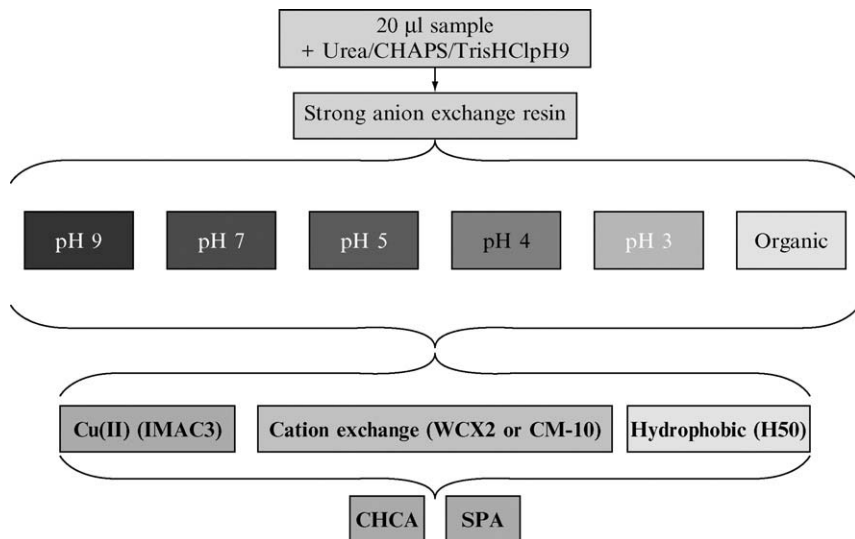 20 µl sample
+ Urea/CHAPS/TrisHClpH9
Strong anion exchange resin
pH 9
pH 7
pH 5
pH 4
pH 3
Organic
Cu(II) (IMAC3)
Cation exchange (WCX2 or CM-10)
Hydrophobic (H50)
CHCA
SPA